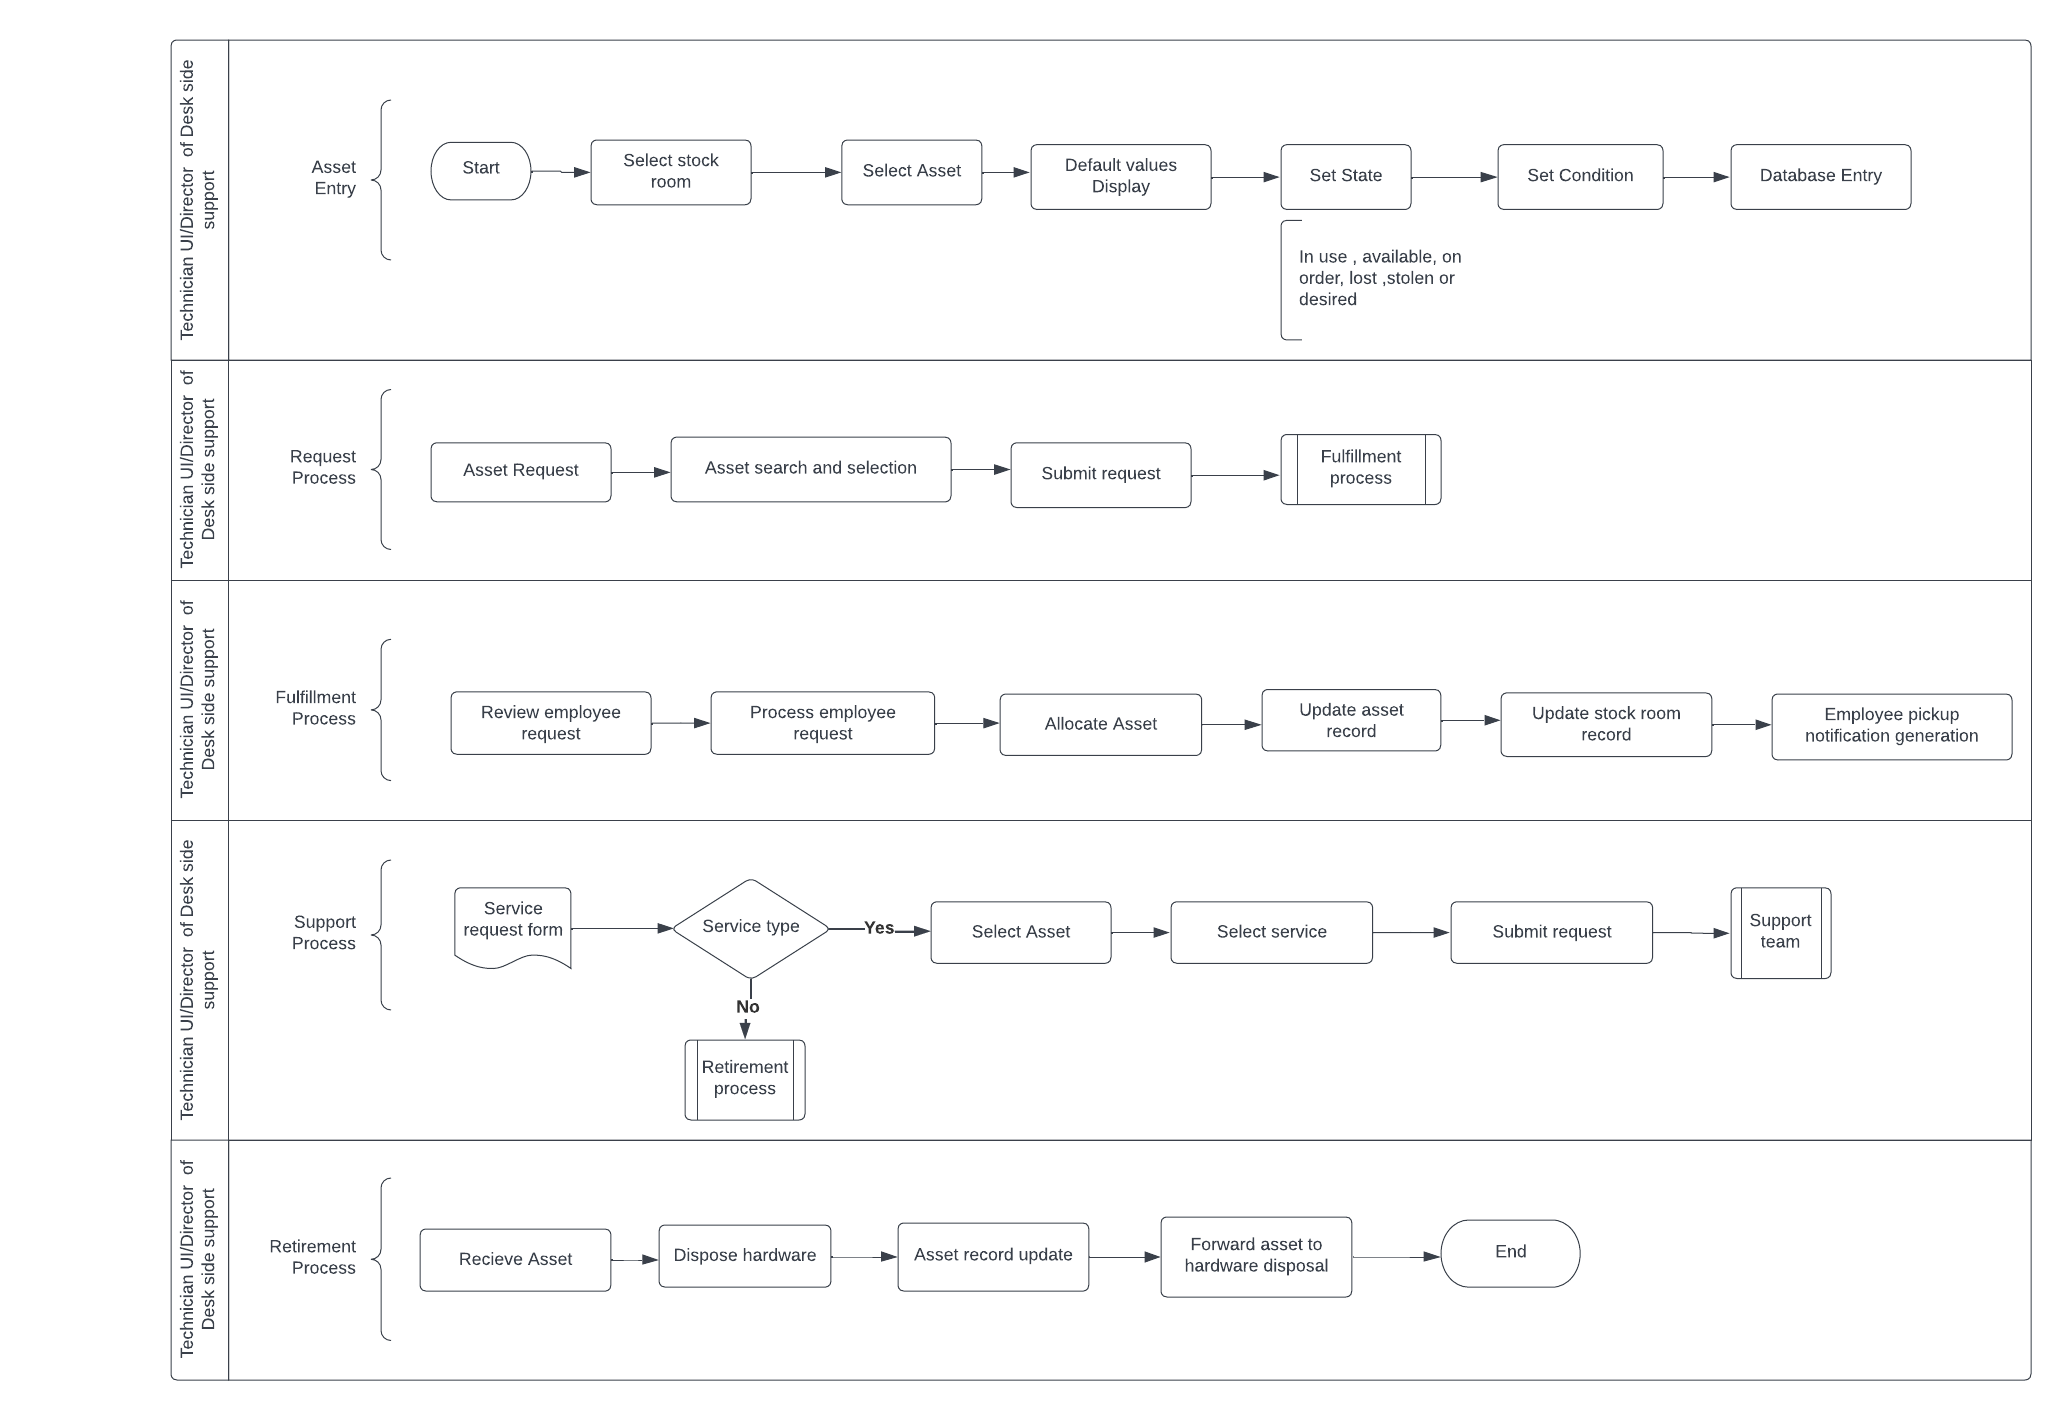 Technician UI/Director of Desk side
support
Asset
Entry
Start
Select stock
room
Select Asset
Default values
Display
Set State
Set Condition
Database Entry
In use , available, on
order, lost ,stolen or
desired
Technician UI/Director of
Desk side support
Request
Process
Asset Request
Asset search and selection
Submit request
Fulfillment
process
Technician UI/Director of
Desk side support
Fulfillment
Process
Review employee
request
Process employee
request
Allocate Asset
Update asset
record
Update stock room
record
Employee pickup
notification generation
Technician UI/Director of Desk side
support
Support
Process
Service
request form
Service type
Yes
Select Asset
Select service
Submit request
Support
team
No
Retirement
process
Technician UI/Director of
Desk side support
Retirement
Process
Recieve Asset
Dispose hardware
Asset record update
Forward asset to
hardware disposal
End